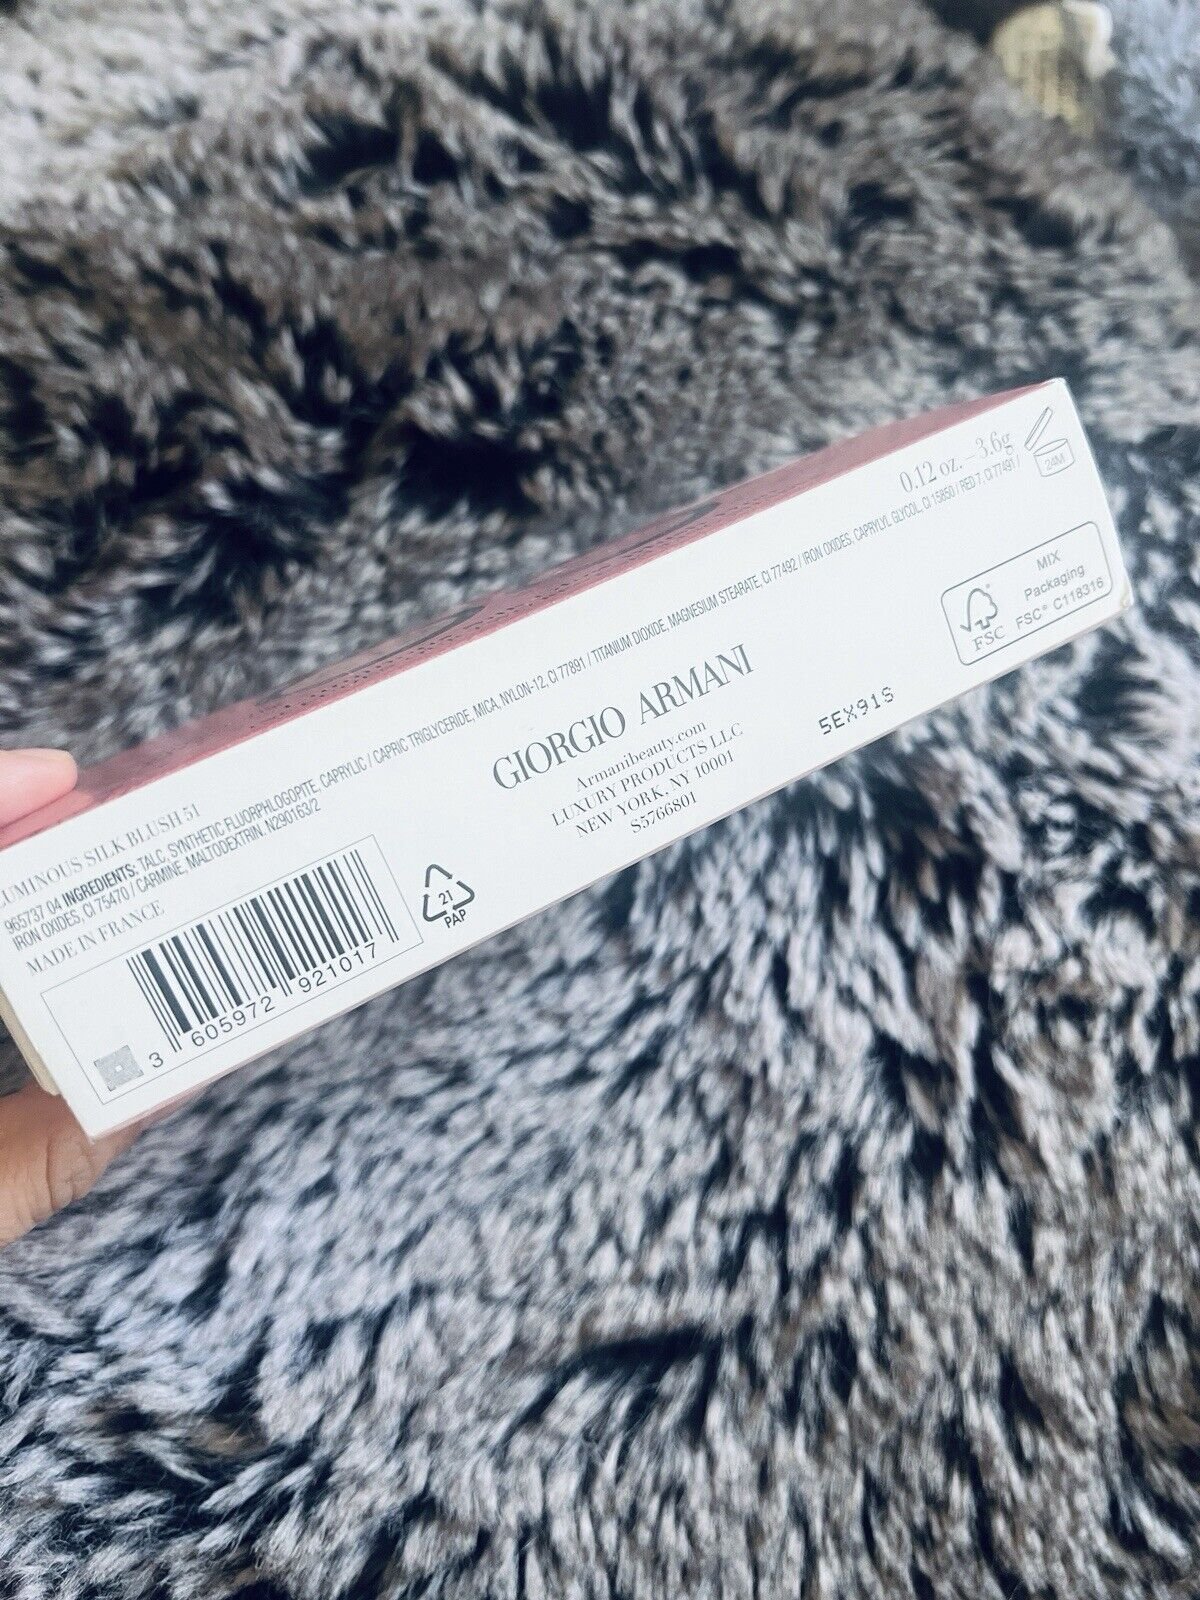 0.12 oz. – 3.6g
24M
LUMINOUS SILK BLUSH 51
965737 04 INGREDIENTS: TALC, SYNTHETIC FLUORPHLOGOPITE, CAPRYLIC / CAPRIC TRIGLYCERIDE, MICA, NYLON-12, CI 77891 / TITANIUM DIOXIDE, MAGNESIUM STEARATE, CI 77492 / IRON OXIDES, CAPRYLYL GLYCOL, CI 15850 / RED 7, CI 77491 /
IRON OXIDES, CI 75470 / CARMINE, MALTODEXTRIN. N290163/2
MADE IN FRANCE
3 605972 921017
21
PAP
GIORGIO ARMANI
Armanibeauty.com
LUXURY PRODUCTS LLC
NEW YORK, NY 10001
S5766801
5EX91S
FSC
MIX
Packaging
FSC® C118316